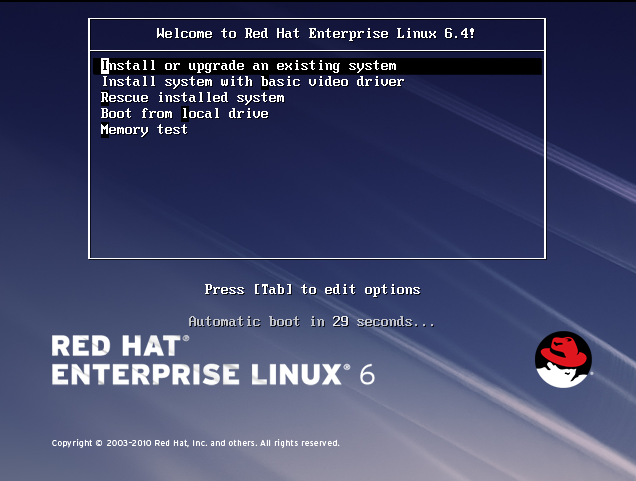 Welcome to Red Hat Enterprise Linux 6.4!
Install or upgrade an existing system
Install system with basic video driver
Rescue installed system
Boot from local drive
Memory test
Press [Tab] to edit options
Automatic boot in 29 seconds...
RED HAT®
ENTERPRISE LINUX® 6
Copyright © 2003-2010 Red Hat, Inc. and others. All rights reserved.